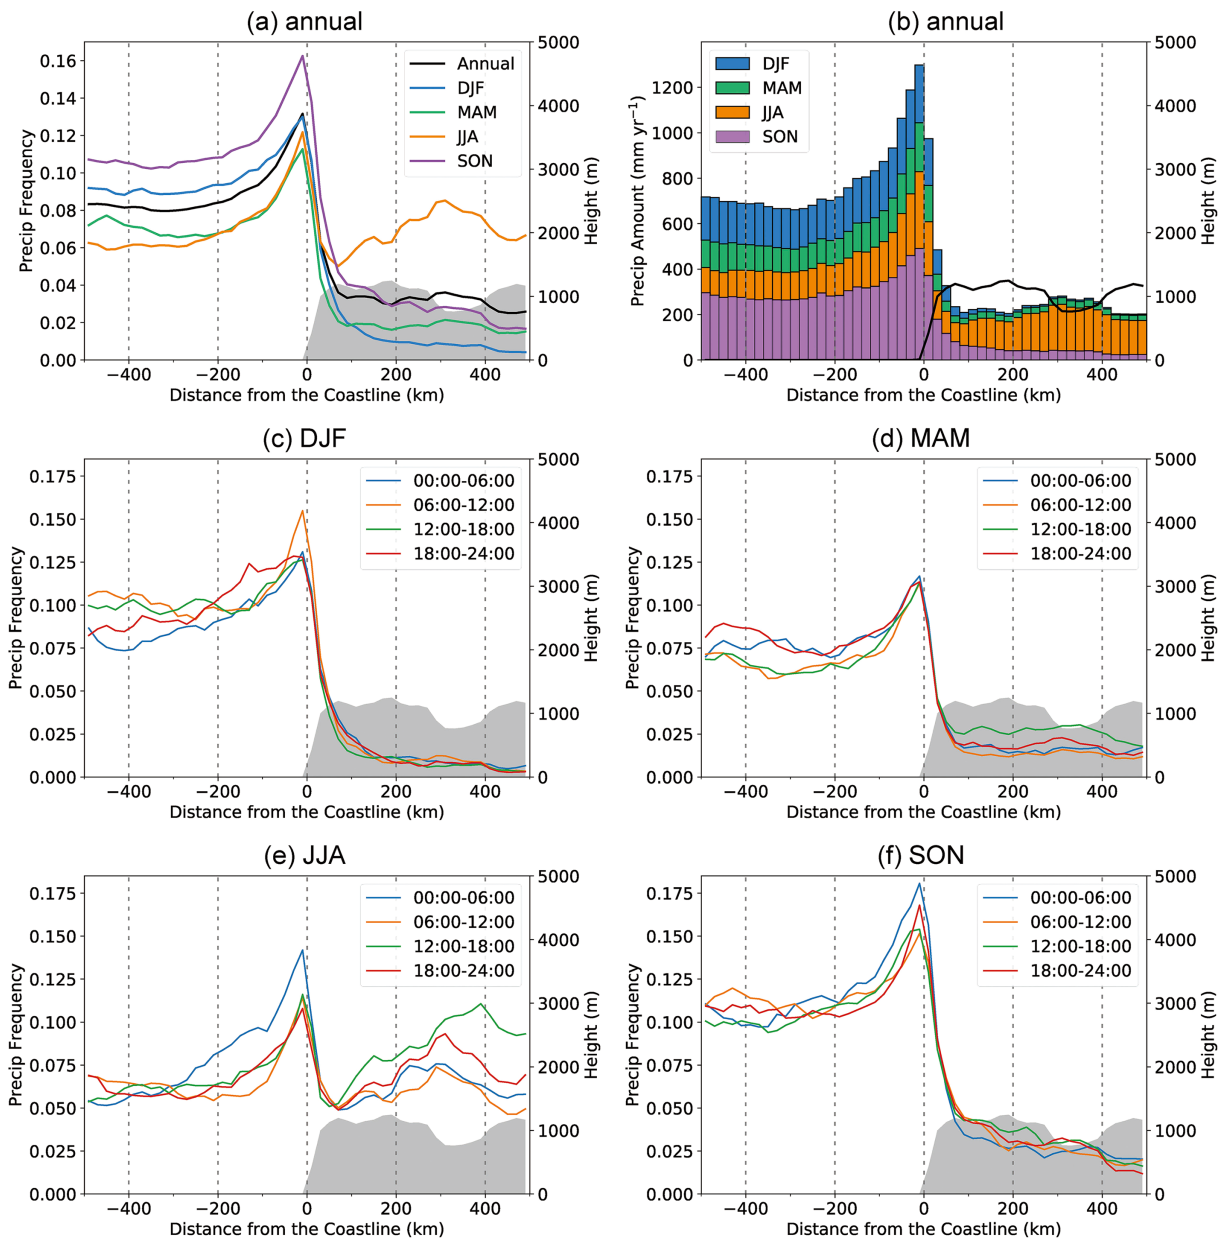 (a) annual
Precip Frequency
0.16
0.14
0.12
0.10
0.08
0.06
0.04
0.02
0.00
Annual
DJF
MAM
JJA
SON
5000
4000
3000
2000
1000
0
Height (m)
−400 −200 0 200 400
Distance from the Coastline (km)
(b) annual
Precip Amount (mm yr⁻¹)
1200
1000
800
600
400
200
0
DJF
MAM
JJA
SON
5000
4000
3000
2000
1000
0
Height (m)
−400 −200 0 200 400
Distance from the Coastline (km)
(c) DJF
Precip Frequency
0.175
0.150
0.125
0.100
0.075
0.050
0.025
0.000
00:00-06:00
06:00-12:00
12:00-18:00
18:00-24:00
5000
4000
3000
2000
1000
0
Height (m)
−400 −200 0 200 400
Distance from the Coastline (km)
(d) MAM
Precip Frequency
0.175
0.150
0.125
0.100
0.075
0.050
0.025
0.000
00:00-06:00
06:00-12:00
12:00-18:00
18:00-24:00
5000
4000
3000
2000
1000
0
Height (m)
−400 −200 0 200 400
Distance from the Coastline (km)
(e) JJA
Precip Frequency
0.175
0.150
0.125
0.100
0.075
0.050
0.025
0.000
00:00-06:00
06:00-12:00
12:00-18:00
18:00-24:00
5000
4000
3000
2000
1000
0
Height (m)
−400 −200 0 200 400
Distance from the Coastline (km)
(f) SON
Precip Frequency
0.175
0.150
0.125
0.100
0.075
0.050
0.025
0.000
00:00-06:00
06:00-12:00
12:00-18:00
18:00-24:00
5000
4000
3000
2000
1000
0
Height (m)
−400 −200 0 200 400
Distance from the Coastline (km)